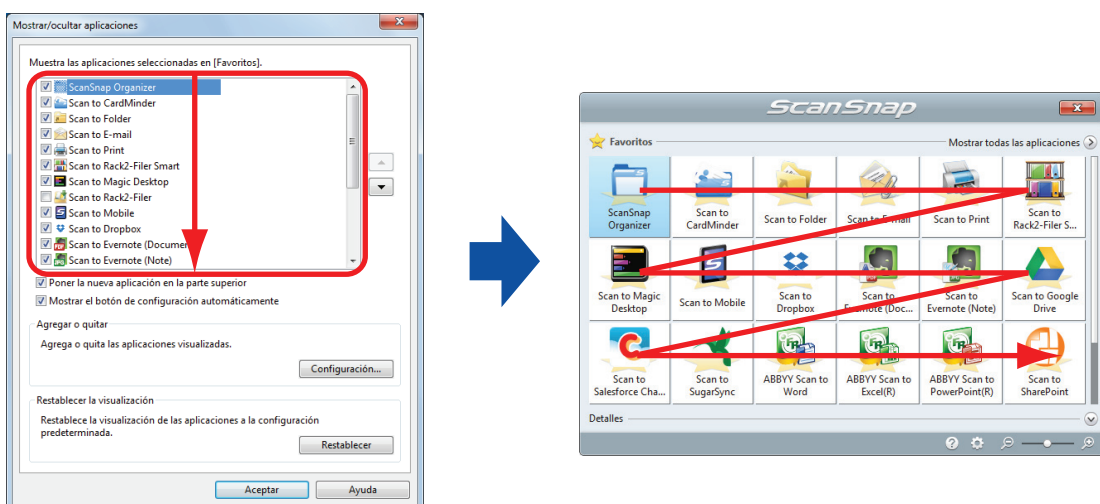 Mostrar/ocultar aplicaciones
Muestra las aplicaciones seleccionadas en [Favoritos].
ScanSnap Organizer
Scan to CardMinder
Scan to Folder
Scan to E-mail
Scan to Print
Scan to Rack2-Filer Smart
Scan to Magic Desktop
Scan to Rack2-Filer
Scan to Mobile
Scan to Dropbox
Scan to Evernote (Documen
Scan to Evernote (Note)
Poner la nueva aplicación en la parte superior
Mostrar el botón de configuración automáticamente
Agregar o quitar
Agrega o quita las aplicaciones visualizadas.
Configuración...
Restablecer la visualización
Restablece la visualización de las aplicaciones a la configuración
predeterminada.
Restablecer
Aceptar
Ayuda
ScanSnap
Favoritos
Mostrar todas las aplicaciones
ScanSnap
Organizer
Scan to
CardMinder
Scan to Folder
Scan to E-mail
Scan to Print
Scan to
Rack2-Filer S...
Scan to Magic
Desktop
Scan to Mobile
Scan to
Dropbox
Scan to
Evernote (Doc...
Scan to
Evernote (Note)
Scan to Google
Drive
Scan to
Salesforce Cha...
Scan to
SugarSync
ABBYY Scan to
Word
ABBYY Scan to
Excel(R)
ABBYY Scan to
PowerPoint(R)
Scan to
SharePoint
Detalles